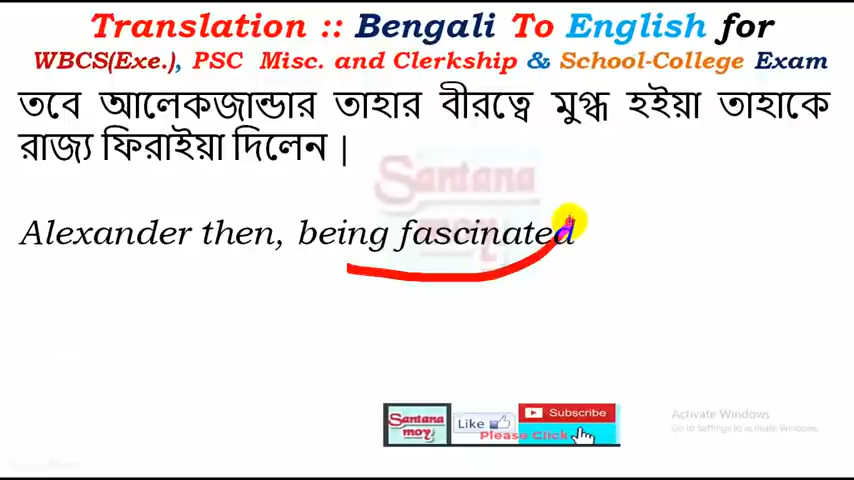 Translation :: Bengali To English for
WBCS(Exe.), PSC Misc. and Clerkship & School-College Exam
তবে আলেকজান্ডার তাহার বীরত্বে মুগ্ধ হইয়া তাহাকে
রাজ্য ফিরাইয়া দিলেন |
Santana
moy
Alexander then, being fascinated
Santana
moy
Like
Subscribe
Please Click
Activate Windows
Go to Settings to activate Windows.